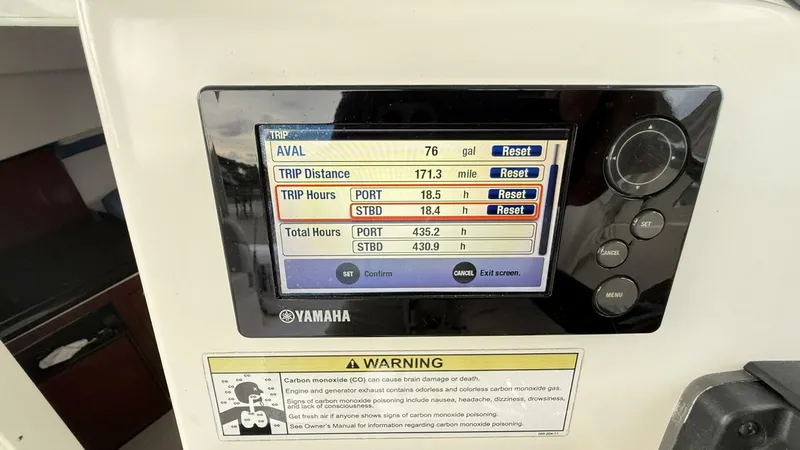 TRIP
AVAL 76 gal Reset
TRIP Distance 171.3 mile Reset
TRIP Hours PORT 18.5 h Reset
STBD 18.4 h Reset
Total Hours PORT 435.2 h
STBD 430.9 h
SET Confirm CANCEL Exit screen.
SET
CANCEL
MENU
YAMAHA
WARNING
Carbon monoxide (CO) can cause brain damage or death.
Engine and generator exhaust contains odorless and colorless carbon monoxide gas.
Signs of carbon monoxide poisoning include nausea, headache, dizziness, drowsiness,
and lack of consciousness.
Get fresh air if anyone shows signs of carbon monoxide poisoning.
See Owner's Manual for information regarding carbon monoxide poisoning.